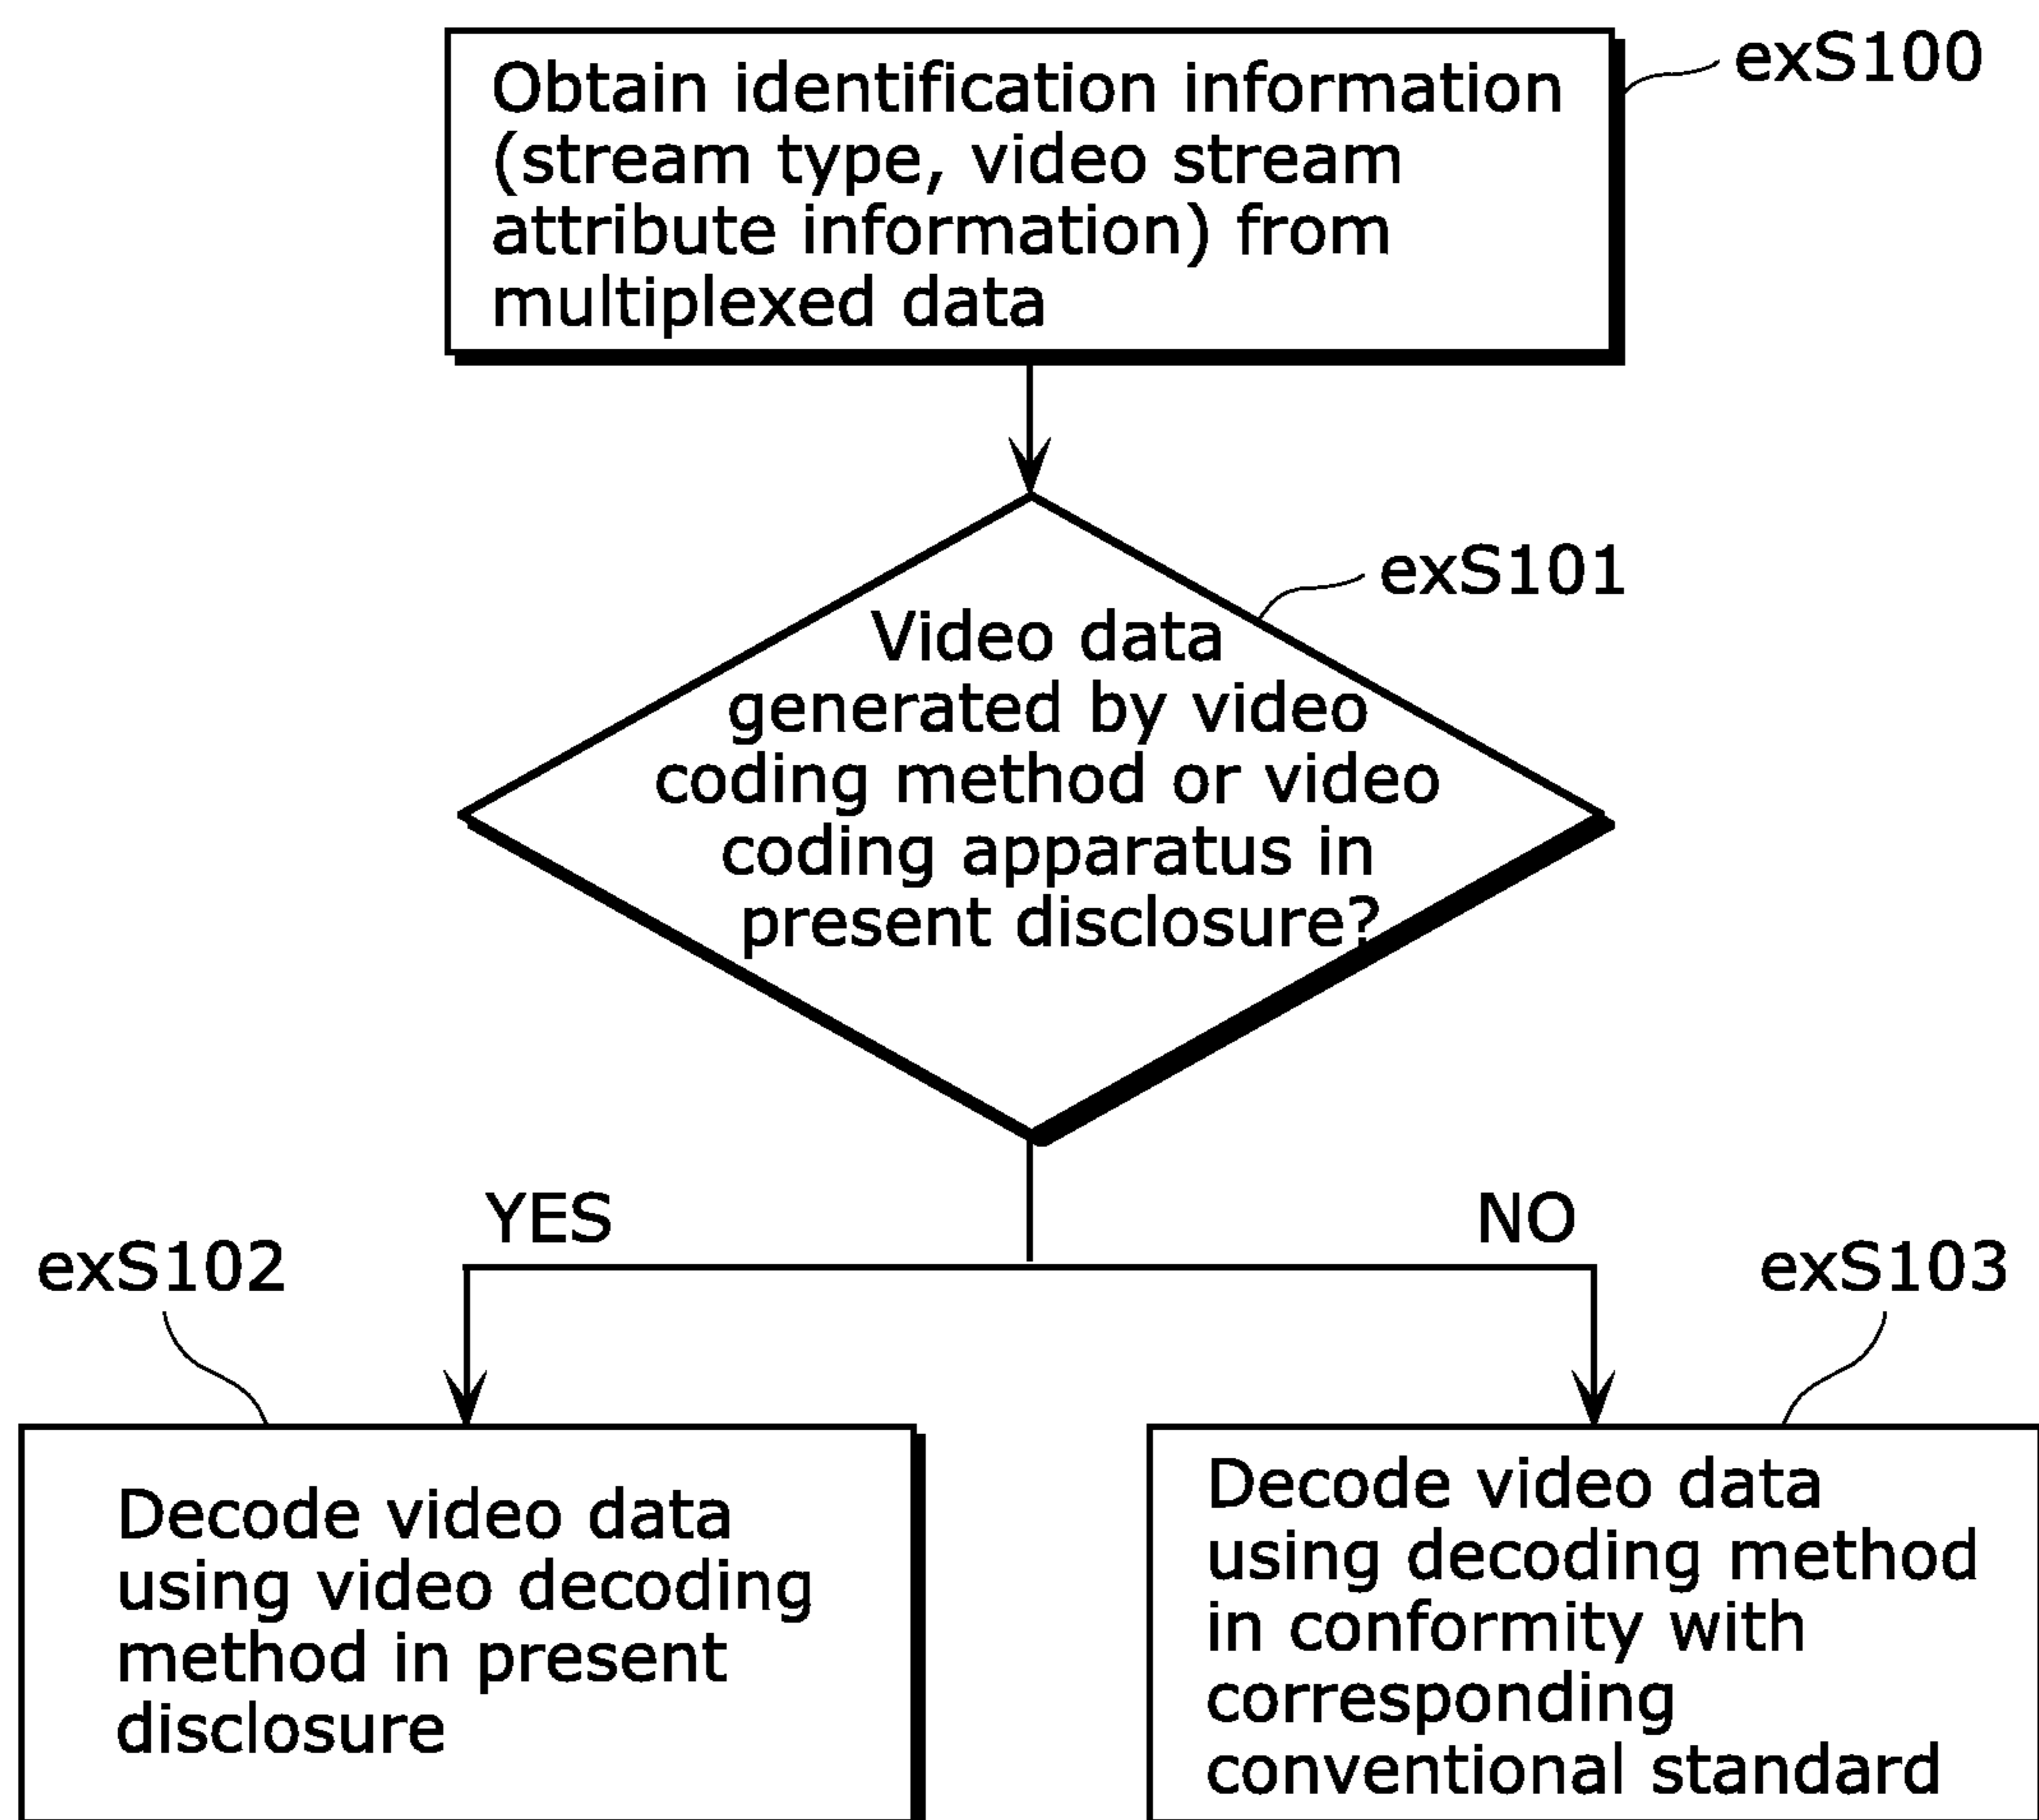 exS100
Obtain identification information
(stream type, video stream
attribute information) from
multiplexed data
exS101
Video data
generated by video
coding method or video
coding apparatus in
present disclosure?
YES
NO
exS102
exS103
Decode video data
using video decoding
method in present
disclosure
Decode video data
using decoding method
in conformity with
corresponding
conventional standard